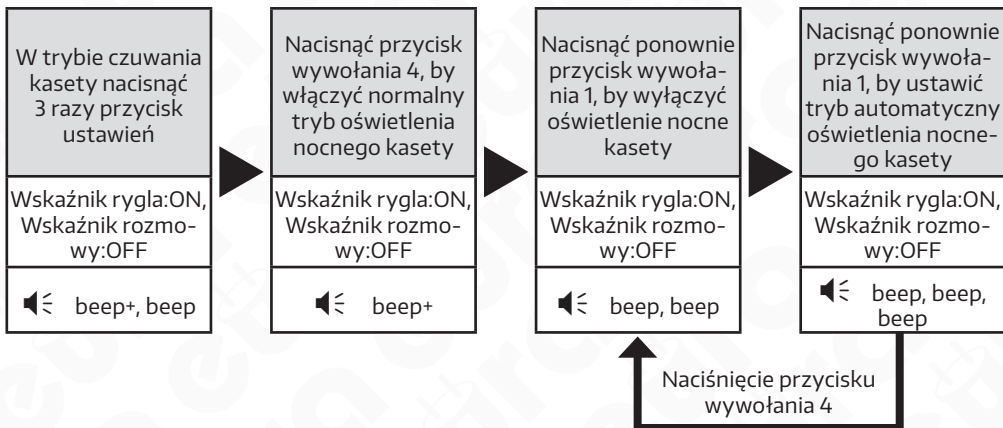 W trybie czuwania
kasety nacisnąć
3 razy przycisk
ustawień
Wskaźnik rygla:ON,
Wskaźnik rozmo-
wy:OFF
beep+, beep
Nacisnąć przycisk
wywołania 4, by
włączyć normalny
tryb oświetlenia
nocnego kasety
Wskaźnik rygla:ON,
Wskaźnik rozmo-
wy:OFF
beep+
Nacisnąć ponownie
przycisk wywoła-
nia 1, by wyłączyć
oświetlenie nocne
kasety
Wskaźnik rygla:ON,
Wskaźnik rozmo-
wy:OFF
beep, beep
Nacisnąć ponownie
przycisk wywoła-
nia 1, by ustawić
tryb automatyczny
oświetlenia nocne-
go kasety
Wskaźnik rygla:ON,
Wskaźnik rozmo-
wy:OFF
beep, beep,
beep
Naciśnięcie przycisku
wywołania 4